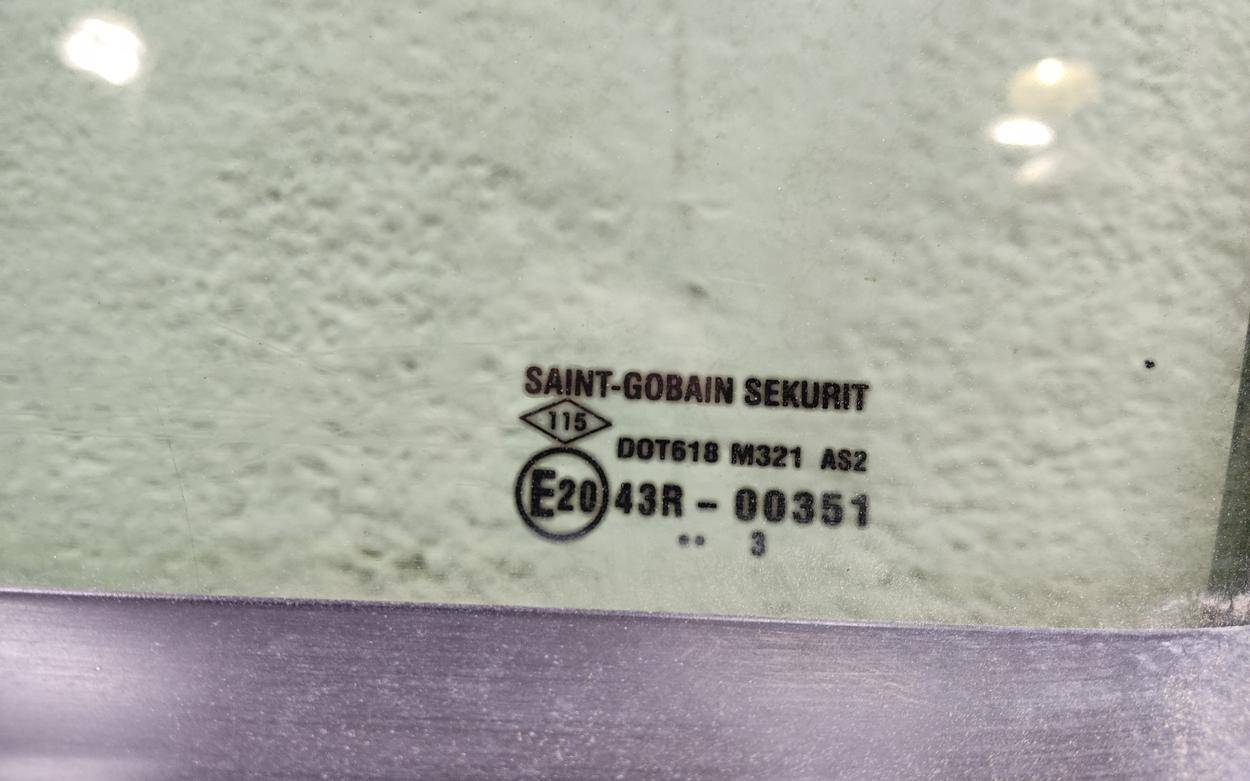 SAINT-GOBAIN SEKURIT
115
DOT618 M321 AS2
E20 43R - 00351
•• 3